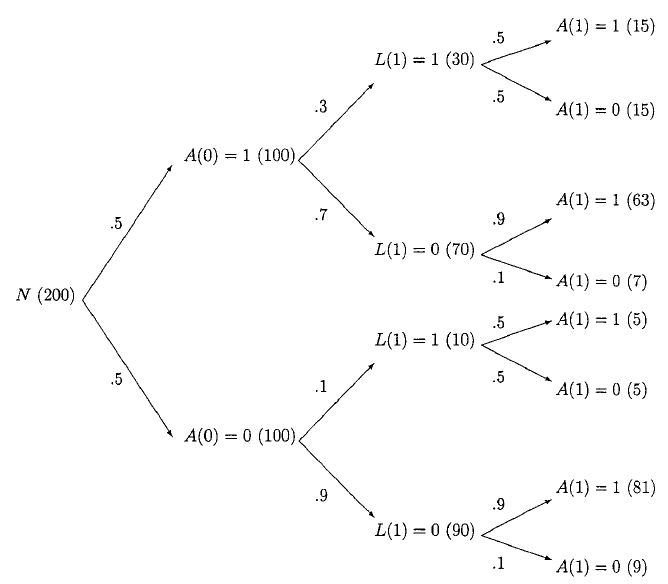 A(1) = 1 (15)
.5
L(1) = 1 (30)
.5
A(1) = 0 (15)
.3
A(0) = 1 (100)
A(1) = 1 (63)
.7
.9
.5
L(1) = 0 (70)
.1
A(1) = 0 (7)
N (200)
.5
A(1) = 1 (5)
L(1) = 1 (10)
.5
.5
A(1) = 0 (5)
.1
A(0) = 0 (100)
A(1) = 1 (81)
.9
.9
L(1) = 0 (90)
.1
A(1) = 0 (9)